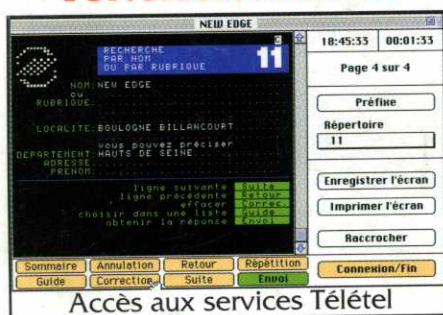 NEW EDGE
C
RECHERCHE
PAR NOM
OU PAR RUBRIQUE
11
NOM: NEW EDGE
ou
RUBRIQUE:
LOCALITE: BOULOGNE BILLANCOURT
vous pouvez préciser
DEPARTEMENT: HAUTS DE SEINE
ADRESSE:
PRENOM:
ligne suivante Suite
ligne précédente Retour
effacer Correc.
choisir dans une liste Guide
obtenir la réponse Envoi
18:45:33 00:01:33
Page 4 sur 4
Préfixe
Répertoire
11
Enregistrer l'écran
Imprimer l'écran
Raccrocher
Sommaire Annulation Retour Répétition
Guide Correction Suite Envoi
Connexion/Fin
Accès aux services Télétel